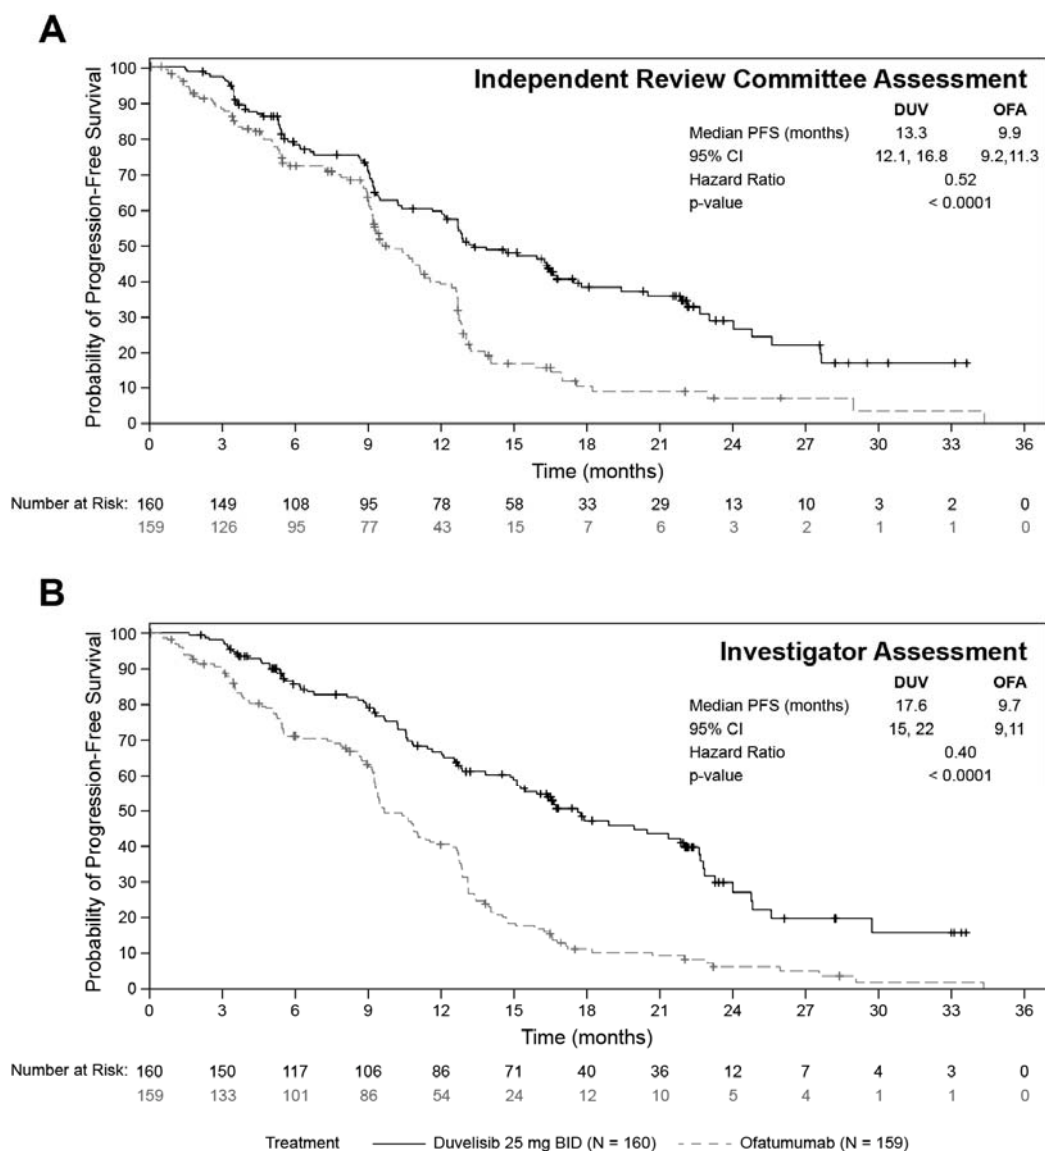 A
Independent Review Committee Assessment
DUV OFA
Median PFS (months) 13.3 9.9
95% CI 12.1, 16.8 9.2,11.3
Hazard Ratio 0.52
p-value < 0.0001
Probability of Progression-Free Survival
100
90
80
70
60
50
40
30
20
10
0
0 3 6 9 12 15 18 21 24 27 30 33 36
Time (months)
Number at Risk: 160 149 108 95 78 58 33 29 13 10 3 2 0
159 126 95 77 43 15 7 6 3 2 1 1 0
B
Investigator Assessment
DUV OFA
Median PFS (months) 17.6 9.7
95% CI 15, 22 9,11
Hazard Ratio 0.40
p-value < 0.0001
Probability of Progression-Free Survival
100
90
80
70
60
50
40
30
20
10
0
0 3 6 9 12 15 18 21 24 27 30 33 36
Time (months)
Number at Risk: 160 150 117 106 86 71 40 36 12 7 4 3 0
159 133 101 86 54 24 12 10 5 4 1 1 0
Treatment Duvelisib 25 mg BID (N = 160) Ofatumumab (N = 159)